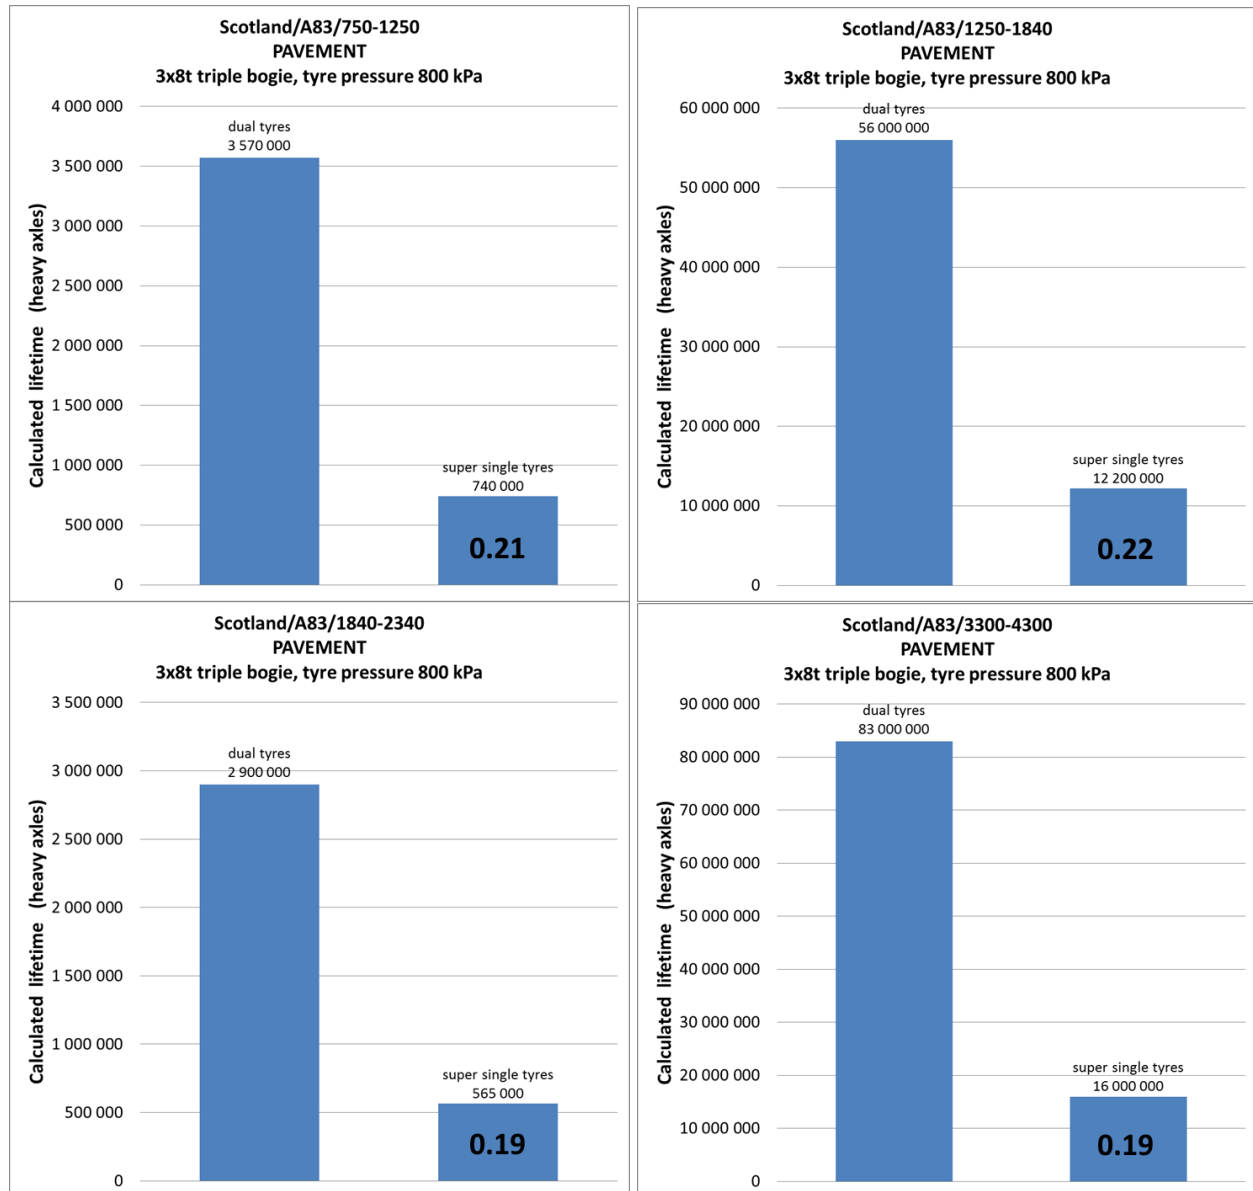 Scotland/A83/750-1250
PAVEMENT
3x8t triple bogie, tyre pressure 800 kPa
Calculated lifetime (heavy axles)
4 000 000
3 500 000
3 000 000
2 500 000
2 000 000
1 500 000
1 000 000
500 000
0
dual tyres
3 570 000
super single tyres
740 000
0.21
Scotland/A83/1250-1840
PAVEMENT
3x8t triple bogie, tyre pressure 800 kPa
Calculated lifetime (heavy axles)
60 000 000
50 000 000
40 000 000
30 000 000
20 000 000
10 000 000
0
dual tyres
56 000 000
super single tyres
12 200 000
0.22
Scotland/A83/1840-2340
PAVEMENT
3x8t triple bogie, tyre pressure 800 kPa
Calculated lifetime (heavy axles)
3 500 000
3 000 000
2 500 000
2 000 000
1 500 000
1 000 000
500 000
0
dual tyres
2 900 000
super single tyres
565 000
0.19
Scotland/A83/3300-4300
PAVEMENT
3x8t triple bogie, tyre pressure 800 kPa
Calculated lifetime (heavy axles)
90 000 000
80 000 000
70 000 000
60 000 000
50 000 000
40 000 000
30 000 000
20 000 000
10 000 000
0
dual tyres
83 000 000
super single tyres
16 000 000
0.19